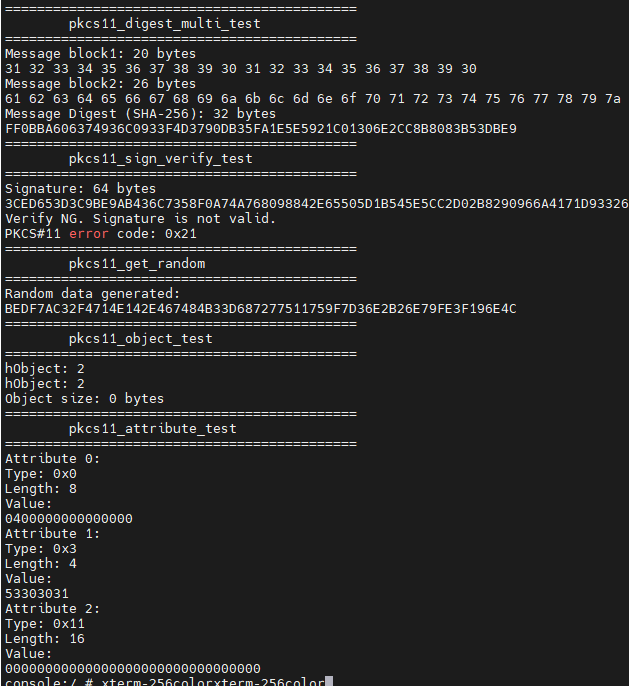 ============================================
pkcs11_digest_multi_test
============================================
Message block1: 20 bytes
31 32 33 34 35 36 37 38 39 30 31 32 33 34 35 36 37 38 39 30
Message block2: 26 bytes
61 62 63 64 65 66 67 68 69 6a 6b 6c 6d 6e 6f 70 71 72 73 74 75 76 77 78 79 7a
Message Digest (SHA-256): 32 bytes
FF0BBA606374936C0933F4D3790DB35FA1E5E5921C01306E2CC8B8083B53DBE9
============================================
pkcs11_sign_verify_test
============================================
Signature: 64 bytes
3CED653D3C9BE9AB436C7358F0A74A768098842E65505D1B545E5CC2D02B8290966A4171D93326
Verify NG. Signature is not valid.
PKCS#11 error code: 0x21
============================================
pkcs11_get_random
============================================
Random data generated:
BEDF7AC32F4714E142E467484B33D687277511759F7D36E2B26E79FE3F196E4C
============================================
pkcs11_object_test
============================================
hObject: 2
hObject: 2
Object size: 0 bytes
============================================
pkcs11_attribute_test
============================================
Attribute 0:
Type: 0x0
Length: 8
Value:
0400000000000000
Attribute 1:
Type: 0x3
Length: 4
Value:
53303031
Attribute 2:
Type: 0x11
Length: 16
Value:
00000000000000000000000000000000
console:/ # xterm-256colorxterm-256color